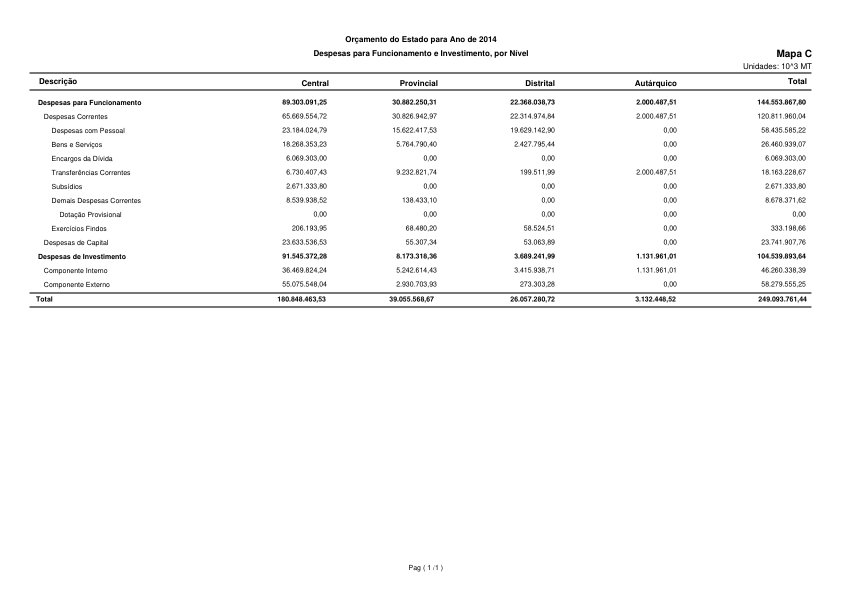 Orçamento do Estado para Ano de 2014
Despesas para Funcionamento e Investimento, por Nível
Mapa C
Unidades: 10^3 MT
Descrição Central Provincial Distrital Autárquico Total
Despesas para Funcionamento 89.303.091,25 30.882.250,31 22.368.038,73 2.000.487,51 144.553.867,80
Despesas Correntes 65.669.554,72 30.826.942,97 22.314.974,84 2.000.487,51 120.811.960,04
Despesas com Pessoal 23.184.024,79 15.622.417,53 19.629.142,90 0,00 58.435.585,22
Bens e Serviços 18.268.353,23 5.764.790,40 2.427.795,44 0,00 26.460.939,07
Encargos da Dívida 6.069.303,00 0,00 0,00 0,00 6.069.303,00
Transferências Correntes 6.730.407,43 9.232.821,74 199.511,99 2.000.487,51 18.163.228,67
Subsídios 2.671.333,80 0,00 0,00 0,00 2.671.333,80
Demais Despesas Correntes 8.539.938,52 138.433,10 0,00 0,00 8.678.371,62
Dotação Provisional 0,00 0,00 0,00 0,00 0,00
Exercícios Findos 206.193,95 68.480,20 58.524,51 0,00 333.198,66
Despesas de Capital 23.633.536,53 55.307,34 53.063,89 0,00 23.741.907,76
Despesas de Investimento 91.545.372,28 8.173.318,36 3.689.241,99 1.131.961,01 104.539.893,64
Componente Interno 36.469.824,24 5.242.614,43 3.415.938,71 1.131.961,01 46.260.338,39
Componente Externo 55.075.548,04 2.930.703,93 273.303,28 0,00 58.279.555,25
Total 180.848.463,53 39.055.568,67 26.057.280,72 3.132.448,52 249.093.761,44
Pag ( 1 /1 )